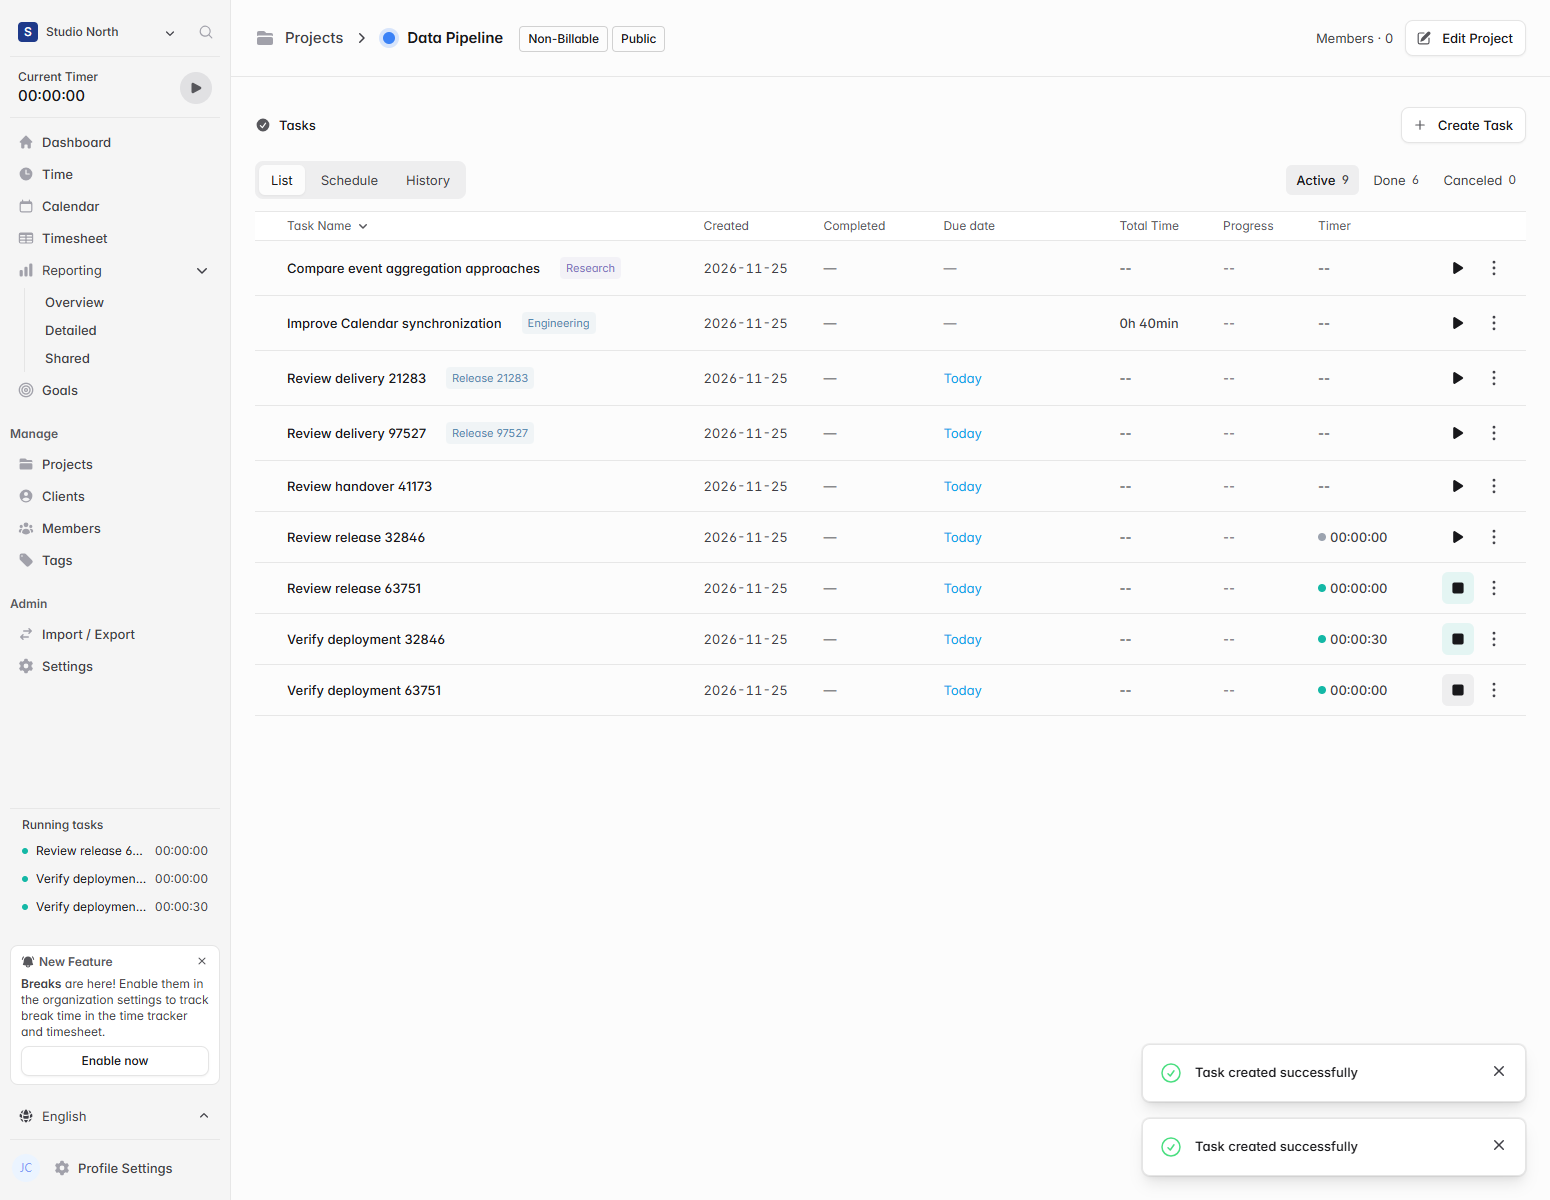 S Studio North
Current Timer
00:00:00
Dashboard
Time
Calendar
Timesheet
Reporting
Overview
Detailed
Shared
Goals
Manage
Projects
Clients
Members
Tags
Admin
Import / Export
Settings
Running tasks
Review release 6... 00:00:00
Verify deploymen... 00:00:00
Verify deploymen... 00:00:30
New Feature
Breaks are here! Enable them in
the organization settings to track
break time in the time tracker
and timesheet.
Enable now
English
JC Profile Settings
Projects Data Pipeline Non-Billable Public Members · 0 Edit Project
Tasks Create Task
List Schedule History Active 9 Done 6 Canceled 0
Task Name Created Completed Due date Total Time Progress Timer
Compare event aggregation approaches Research 2026-11-25 — — -- -- --
Improve Calendar synchronization Engineering 2026-11-25 — — 0h 40min -- --
Review delivery 21283 Release 21283 2026-11-25 — Today -- -- --
Review delivery 97527 Release 97527 2026-11-25 — Today -- -- --
Review handover 41173 2026-11-25 — Today -- -- --
Review release 32846 2026-11-25 — Today -- -- 00:00:00
Review release 63751 2026-11-25 — Today -- -- 00:00:00
Verify deployment 32846 2026-11-25 — Today -- -- 00:00:30
Verify deployment 63751 2026-11-25 — Today -- -- 00:00:00
Task created successfully
Task created successfully